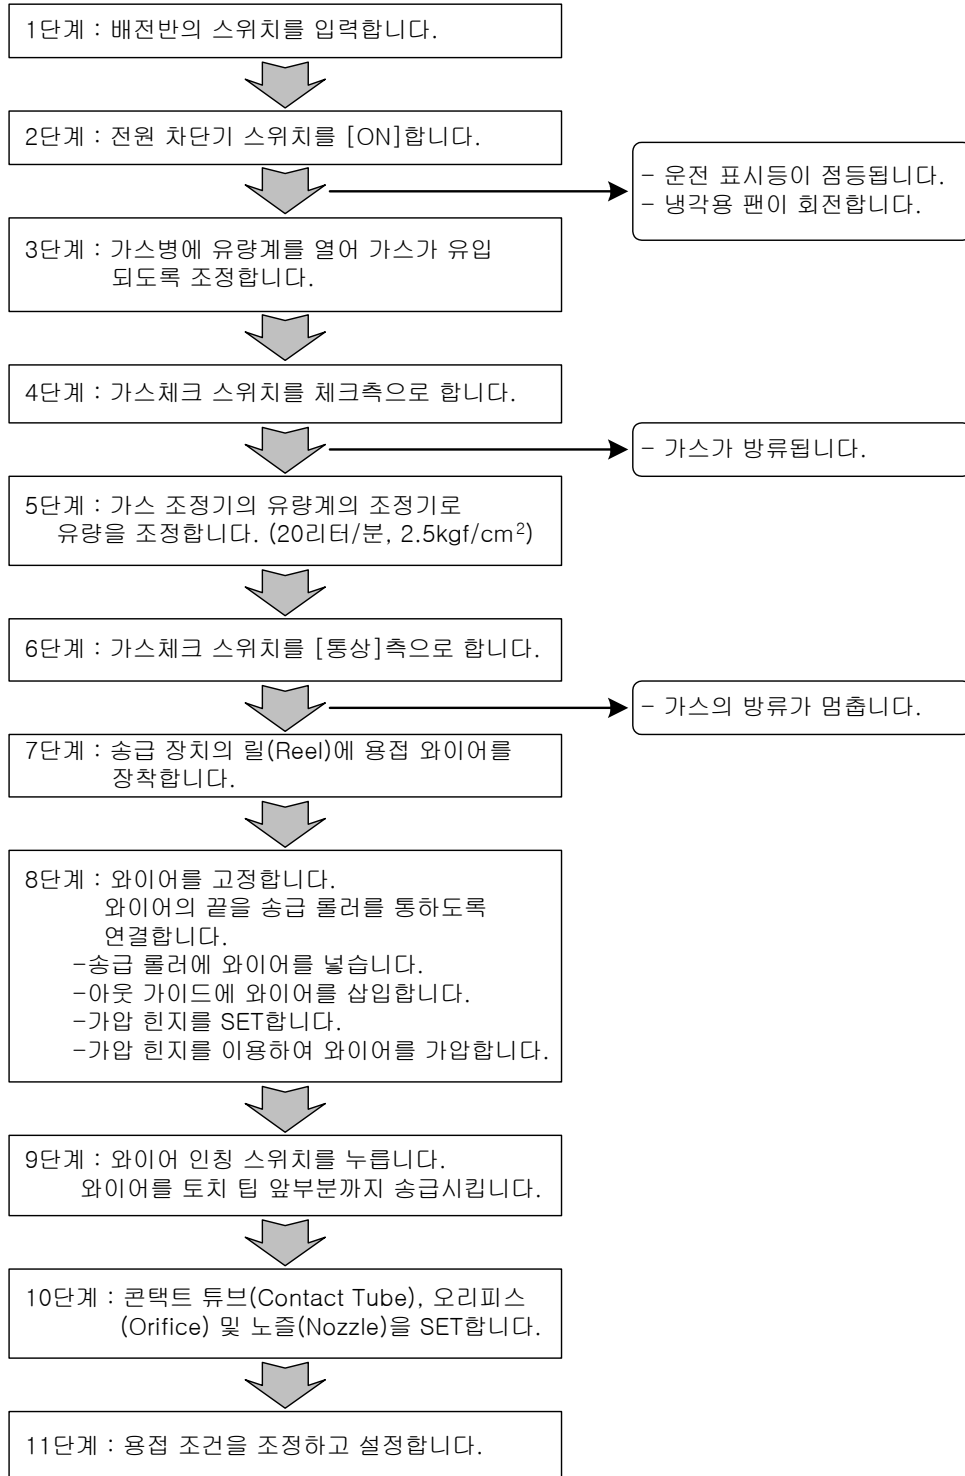 1단계 : 배전반의 스위치를 입력합니다.
2단계 : 전원 차단기 스위치를 [ON]합니다.
- 운전 표시등이 점등됩니다.
- 냉각용 팬이 회전합니다.
3단계 : 가스병에 유량계를 열어 가스가 유입
되도록 조정합니다.
4단계 : 가스체크 스위치를 체크측으로 합니다.
- 가스가 방류됩니다.
5단계 : 가스 조정기의 유량계의 조정기로
유량을 조정합니다. (20리터/분, 2.5kgf/cm²)
6단계 : 가스체크 스위치를 [통상]측으로 합니다.
- 가스의 방류가 멈춥니다.
7단계 : 송급 장치의 릴(Reel)에 용접 와이어를
장착합니다.
8단계 : 와이어를 고정합니다.
와이어의 끝을 송급 롤러를 통하도록
연결합니다.
-송급 롤러에 와이어를 넣습니다.
-아웃 가이드에 와이어를 삽입합니다.
-가압 힌지를 SET합니다.
-가압 힌지를 이용하여 와이어를 가압합니다.
9단계 : 와이어 인칭 스위치를 누릅니다.
와이어를 토치 팁 앞부분까지 송급시킵니다.
10단계 : 콘택트 튜브(Contact Tube), 오리피스
(Orifice) 및 노즐(Nozzle)을 SET합니다.
11단계 : 용접 조건을 조정하고 설정합니다.